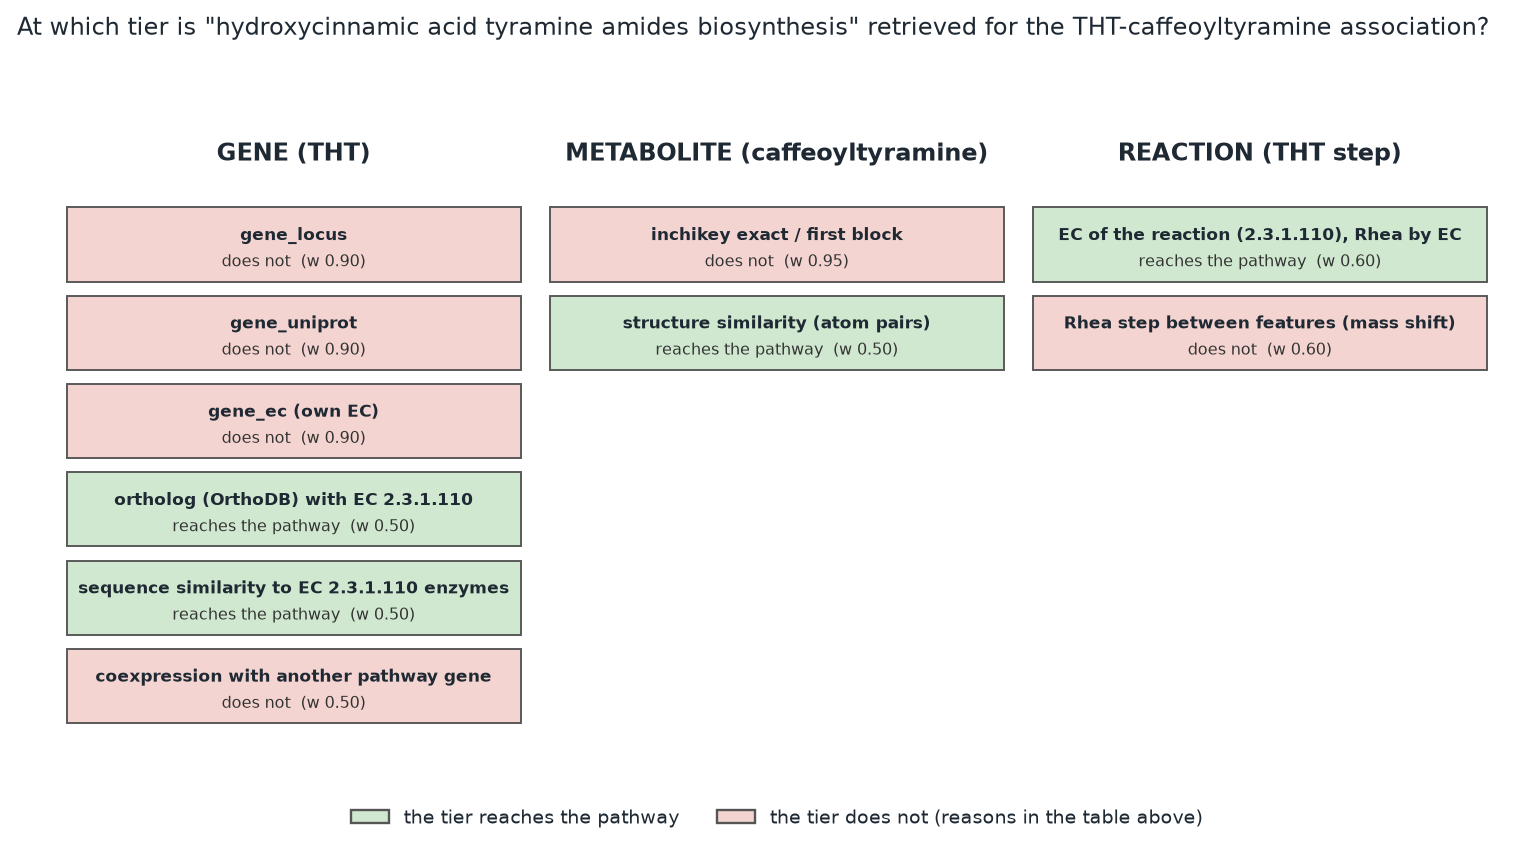 At which tier is "hydroxycinnamic acid tyramine amides biosynthesis" retrieved for the THT-caffeoyltyramine association?
GENE (THT)
gene_locus
does not (w 0.90)
gene_uniprot
does not (w 0.90)
gene_ec (own EC)
does not (w 0.90)
ortholog (OrthoDB) with EC 2.3.1.110
reaches the pathway (w 0.50)
sequence similarity to EC 2.3.1.110 enzymes
reaches the pathway (w 0.50)
coexpression with another pathway gene
does not (w 0.50)
METABOLITE (caffeoyltyramine)
inchikey exact / first block
does not (w 0.95)
structure similarity (atom pairs)
reaches the pathway (w 0.50)
REACTION (THT step)
EC of the reaction (2.3.1.110), Rhea by EC
reaches the pathway (w 0.60)
Rhea step between features (mass shift)
does not (w 0.60)
the tier reaches the pathway
the tier does not (reasons in the table above)